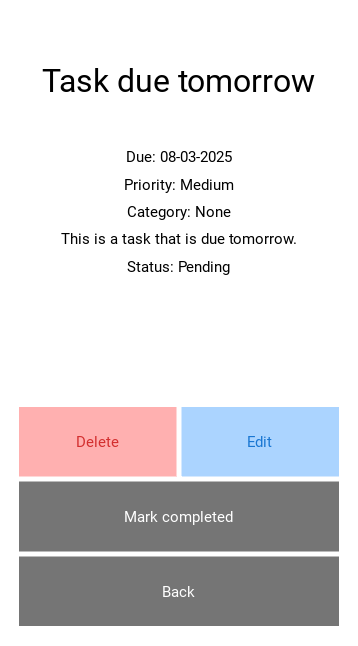 Task due tomorrow
Due: 08-03-2025
Priority: Medium
Category: None
This is a task that is due tomorrow.
Status: Pending
Delete
Edit
Mark completed
Back